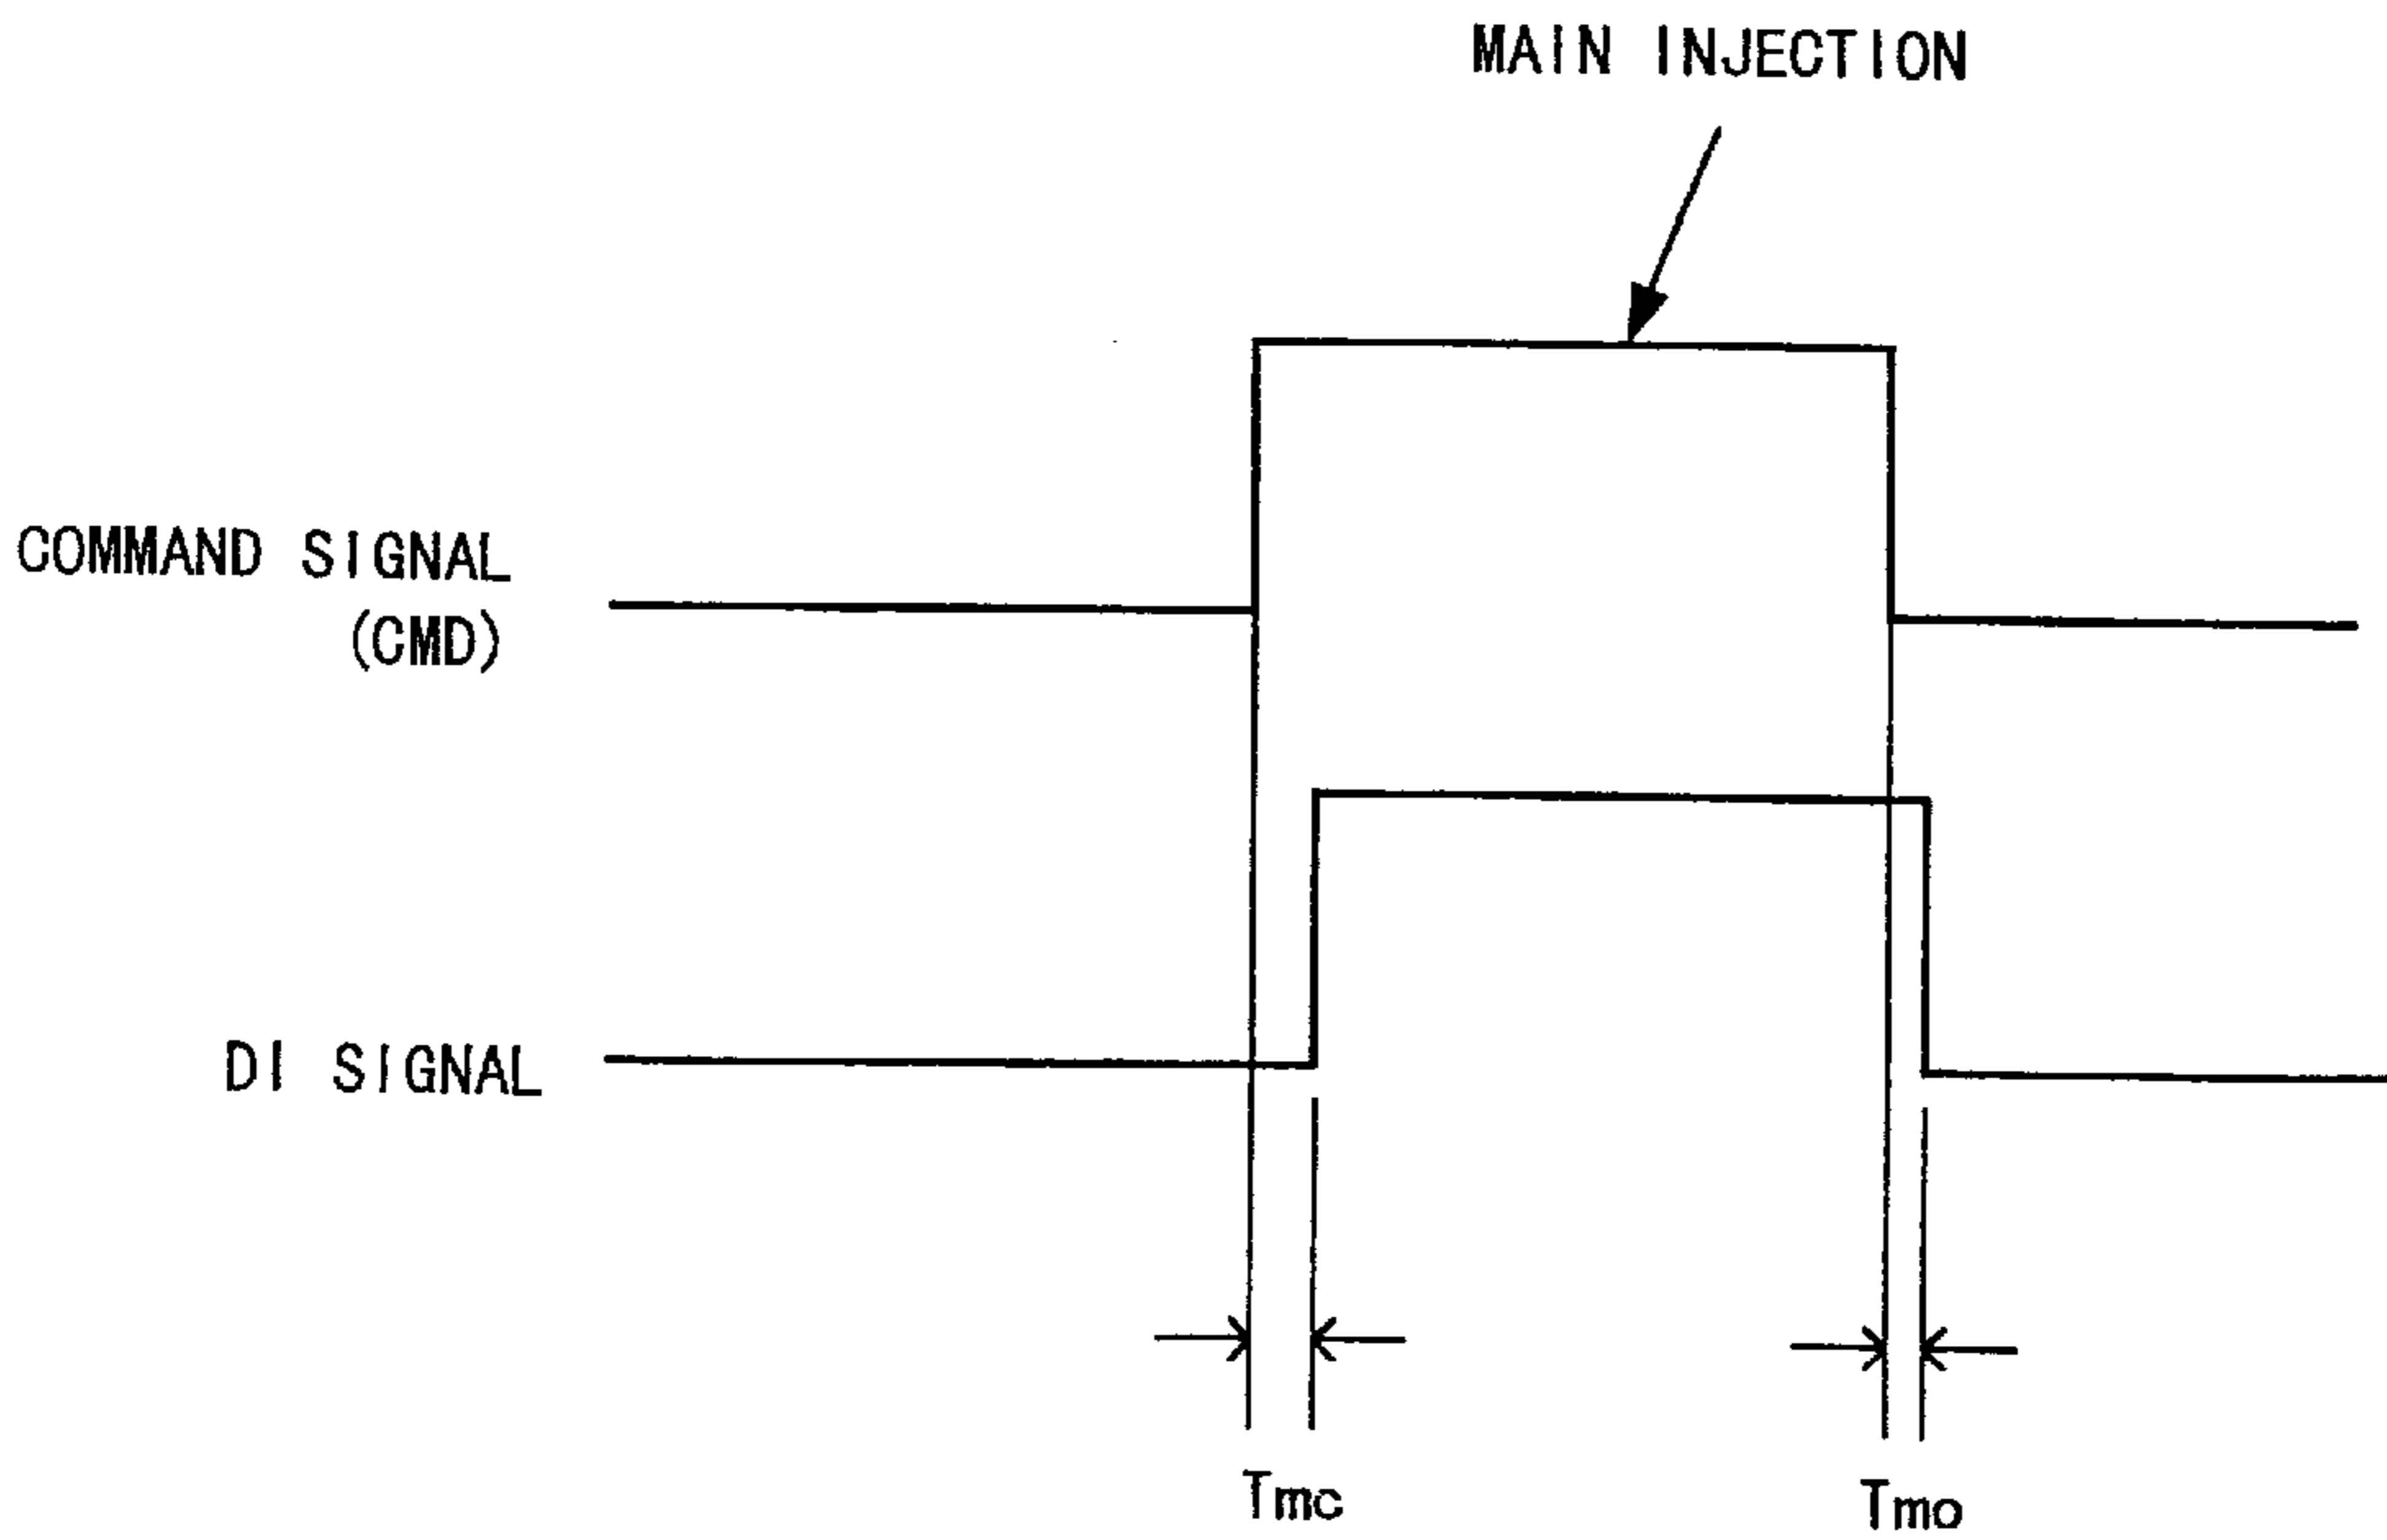 MAIN INJECTION
COMMAND SIGNAL
(CMD)
DI SIGNAL
Tmc
Tmo